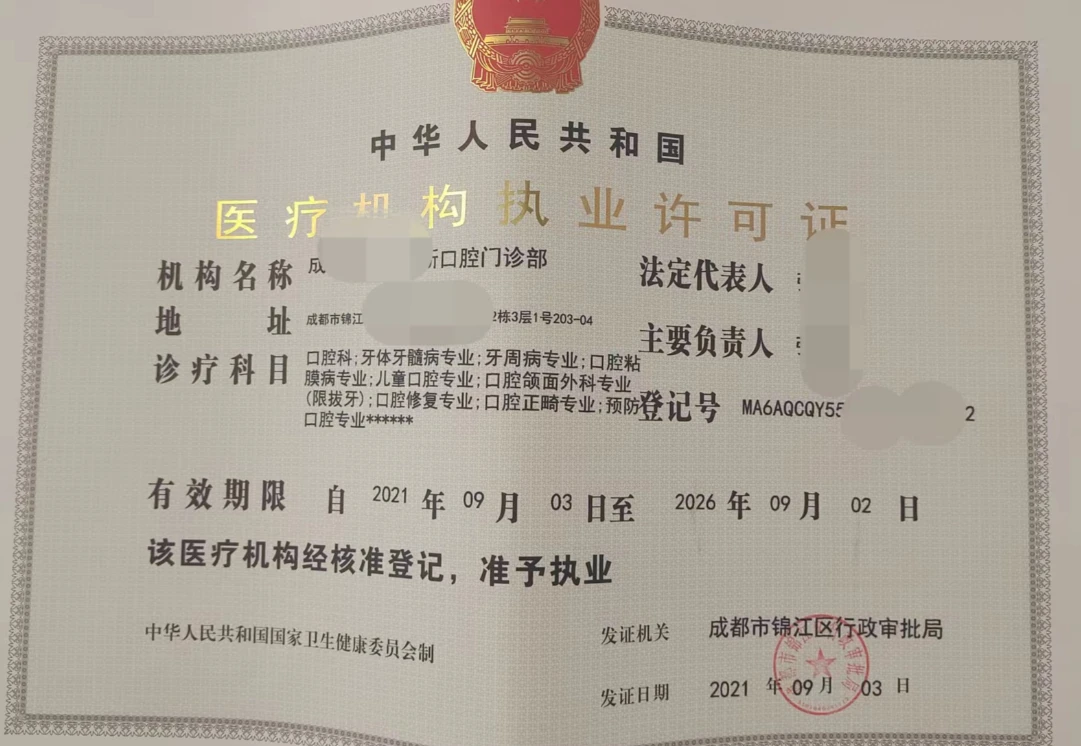 中华人民共和国
医疗机构执业许可证
机构名称 成 口腔门诊部
地址 成都市锦江 栋3层1号203-04
诊疗科目 口腔科;牙体牙髓病专业;牙周病专业;口腔粘
膜病专业;儿童口腔专业;口腔颌面外科专业
(限拔牙);口腔修复专业;口腔正畸专业;预防
口腔专业******
法定代表人
主要负责人
登记号 MA6AQCQY55 2
有效期限 自 2021 年 09 月 03 日至 2026 年 09 月 02 日
该医疗机构经核准登记，准予执业
中华人民共和国国家卫生健康委员会制
发证机关 成都市锦江区行政审批局
发证日期 2021 年 09 月 03 日